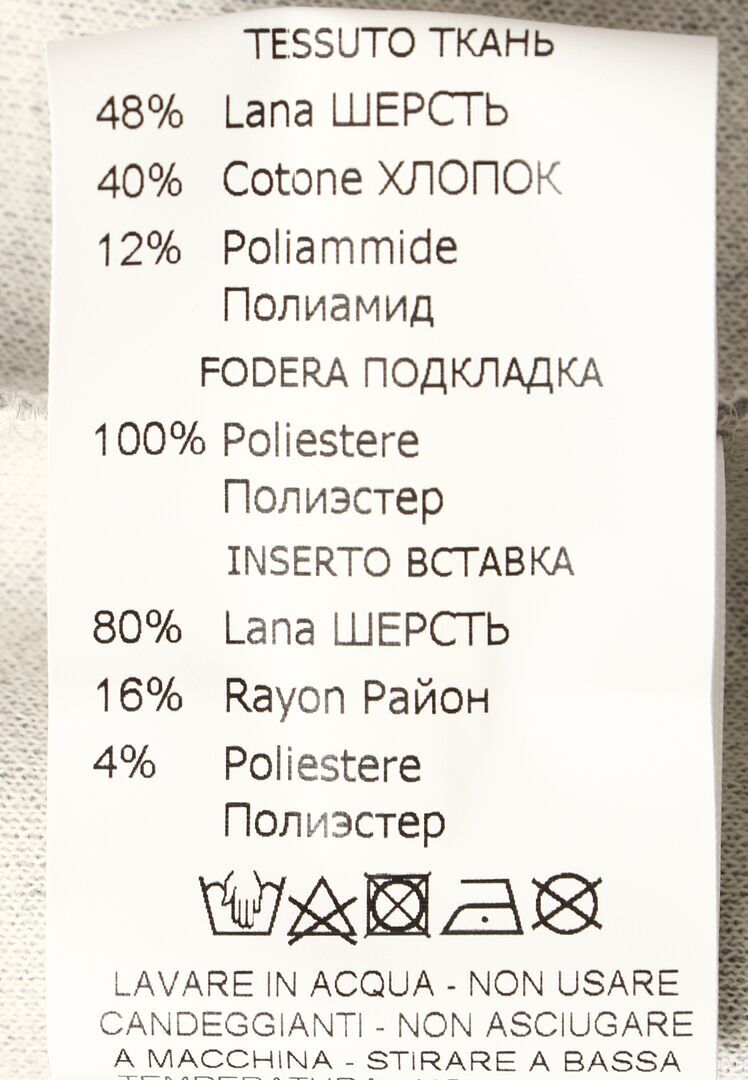 TESSUTO ТКАНЬ
48% Lana ШЕРСТЬ
40% Cotone ХЛОПОК
12% Poliammide
Полиамид
FODERA ПОДКЛАДКА
100% Poliestere
Полиэстер
INSERTO ВСТАВКА
80% Lana ШЕРСТЬ
16% Rayon Район
4% Poliestere
Полиэстер
LAVARE IN ACQUA - NON USARE
CANDEGGIANTI - NON ASCIUGARE
A MACCHINA - STIRARE A BASSA